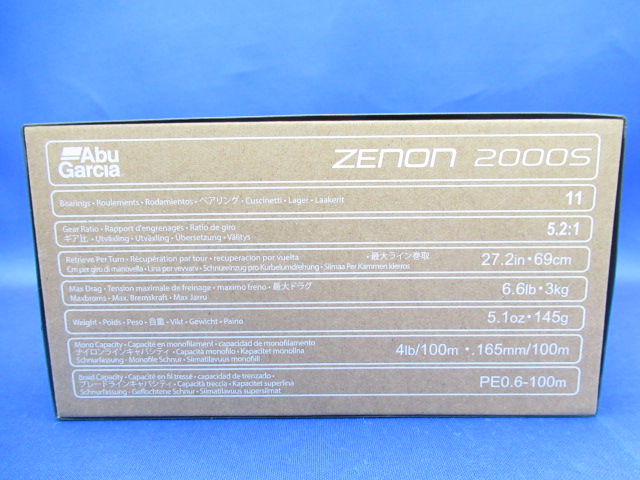 Abu Garcia
ZENON 2000S
Bearings • Roulements • Rodamientos • ベアリング • Cuscinetti • Lager • Laakerit
11
Gear Ratio • Rapport d'engrenages • Ratio de giro
ギア比 • Utväxling • Utväxling • Übersetzung • Välitys
5.2:1
Retrieve Per Turn • Récupération par tour • recuperacion por vuelta • 最大ライン巻取
Cm per giro di manovella • Lina per vevvarv • Schnureinzug pro Kurbelumdrehung • Siimaa Per Kammen kierros
27.2in • 69cm
Max Drag • Tension maximale de freinage • maximo freno • 最大ドラグ
Maxbroms • Max. Bremskraft • Max Jarru
6.6lb • 3kg
Weight • Poids • Peso • 自重 • Vikt • Gewicht • Paino
5.1oz • 145g
Mono Capacity • Capacité en monofilament • capacidad de monofilamento
ナイロンラインキャパシティ • Capacità monofilo • Kapacitet monolina
Schnurfassung • Monofile Schnur • Siimatilavuus monohili
4lb/100m • .165mm/100m
Braid Capacity • Capacité en fil tressé • capacidad de trenzado •
ブレードラインキャパシティ • Capacità treccia • Kapacitet superlina
Schnurfassung • Geflochtene Schnur • Siimatilavuus superslimat
PE0.6-100m